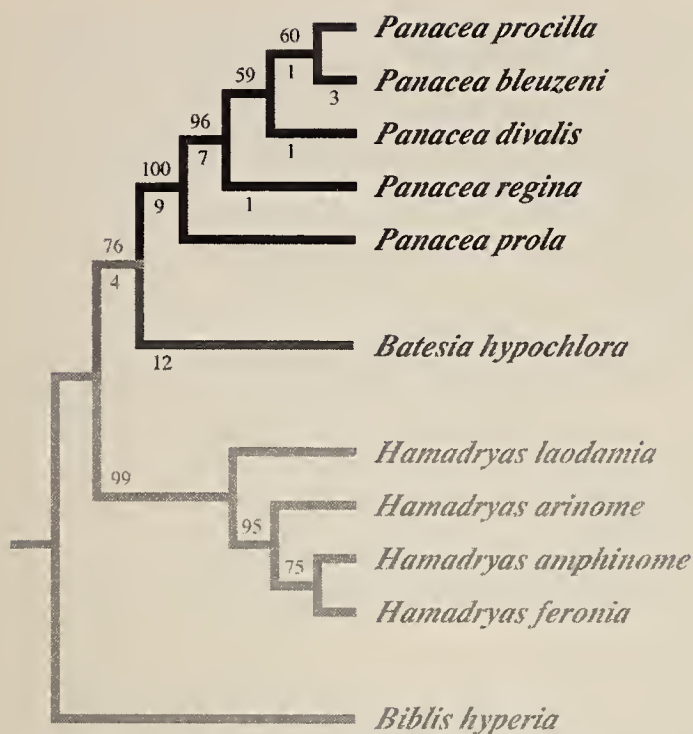 60 Panacea procilla
1 Panacea bleuzeni
3
59
Panacea divalis
1
96
7
Panacea regina
1
100
9
Panacea prola
76
4
Batesia hypochlora
12
Hamadryas laodamia
99
Hamadryas arinome
95
Hamadryas amphinome
75
Hamadryas feronia
Biblis hyperia